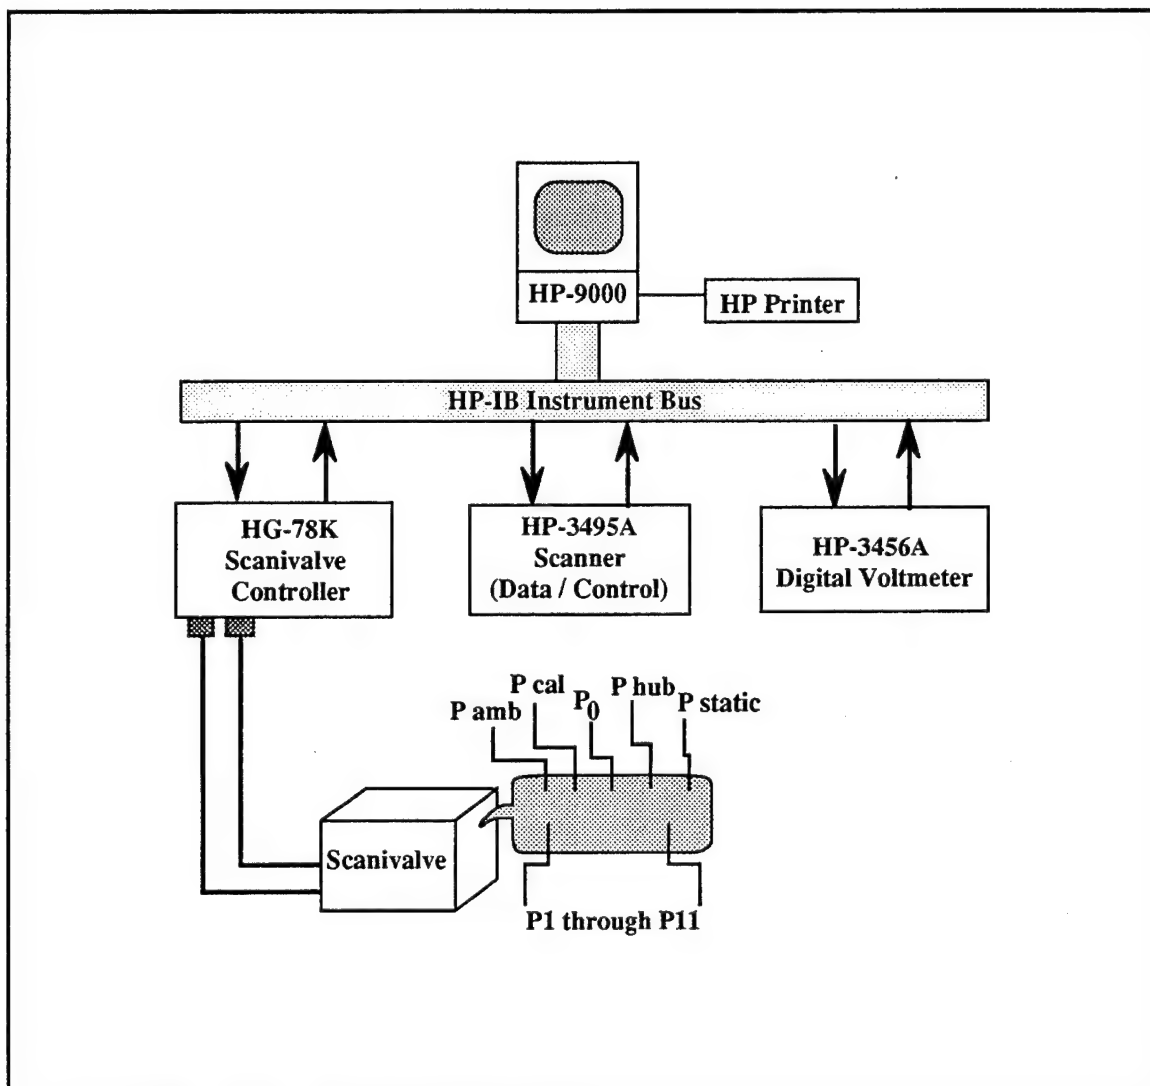 HP-9000
HP Printer
HP-IB Instrument Bus
HG-78K
Scanivalve
Controller
HP-3495A
Scanner
(Data / Control)
HP-3456A
Digital Voltmeter
P amb
P cal
P0
P hub
P static
Scanivalve
P1 through P11